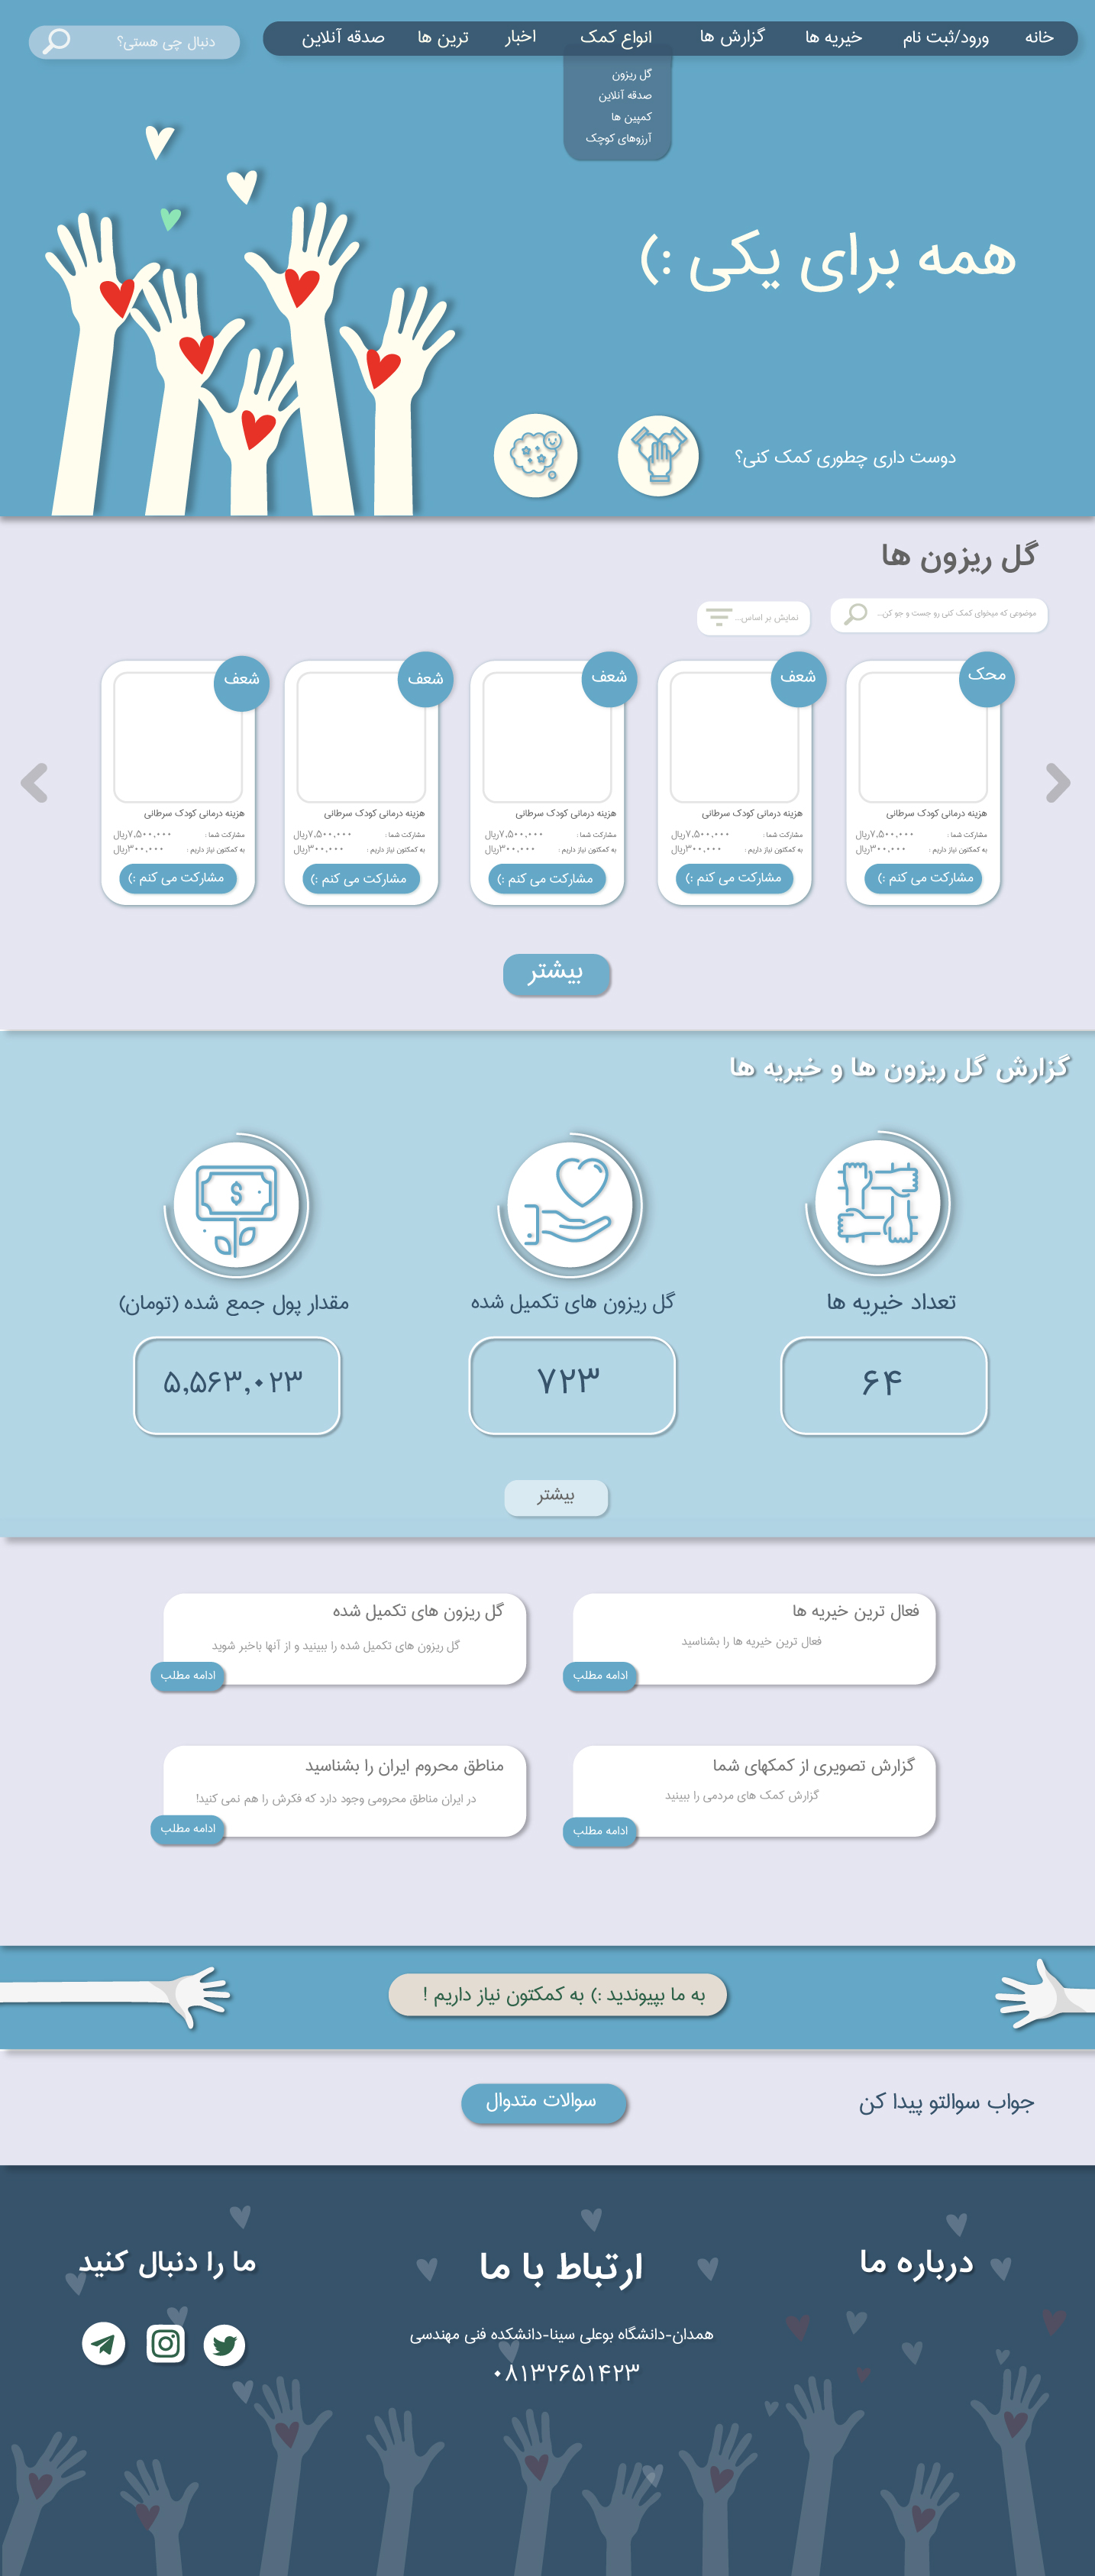 خانه
ورود/ثبت نام
خیریه ها
گزارش ها
انواع کمک
اخبار
ترین ها
صدقه آنلاین
دنبال چی هستی؟
گل ریزون
صدقه آنلاین
کمپین ها
آرزوهای کوچک
همه برای یکی :)
دوست داری چطوری کمک کنی؟
گل ریزون ها
موضوعی که میخوای کمک کنی رو جست و جو کن...
نمایش بر اساس...
محک
هزینه درمانی کودک سرطانی
مشارکت شما : ۷،۵۰۰،۰۰۰ریال
به کمکتون نیاز داریم : ۳۰۰،۰۰۰ریال
مشارکت می کنم :)
شعف
هزینه درمانی کودک سرطانی
مشارکت شما : ۷،۵۰۰،۰۰۰ریال
به کمکتون نیاز داریم : ۳۰۰،۰۰۰ریال
مشارکت می کنم :)
شعف
هزینه درمانی کودک سرطانی
مشارکت شما : ۷،۵۰۰،۰۰۰ریال
به کمکتون نیاز داریم : ۳۰۰،۰۰۰ریال
مشارکت می کنم :)
شعف
هزینه درمانی کودک سرطانی
مشارکت شما : ۷،۵۰۰،۰۰۰ریال
به کمکتون نیاز داریم : ۳۰۰،۰۰۰ریال
مشارکت می کنم :)
شعف
هزینه درمانی کودک سرطانی
مشارکت شما : ۷،۵۰۰،۰۰۰ریال
به کمکتون نیاز داریم : ۳۰۰،۰۰۰ریال
مشارکت می کنم :)
بیشتر
گزارش گل ریزون ها و خیریه ها
$
تعداد خیریه ها
گل ریزون های تکمیل شده
مقدار پول جمع شده (تومان)
۶۴
۷۲۳
۵,۵۶۳,۰۲۳
بیشتر
فعال ترین خیریه ها
فعال ترین خیریه ها را بشناسید
ادامه مطلب
گل ریزون های تکمیل شده
گل ریزون های تکمیل شده را ببینید و از آنها باخبر شوید
ادامه مطلب
گزارش تصویری از کمکهای شما
گزارش کمک های مردمی را ببینید
ادامه مطلب
مناطق محروم ایران را بشناسید
در ایران مناطق محرومی وجود دارد که فکرش را هم نمی کنید!
ادامه مطلب
به ما بپیوندید :) به کمکتون نیاز داریم !
جواب سوالتو پیدا کن
سوالات متدوال
درباره ما
ارتباط با ما
همدان-دانشگاه بوعلی سینا-دانشکده فنی مهندسی
۰۸۱۳۲۶۵۱۴۲۳
ما را دنبال کنید